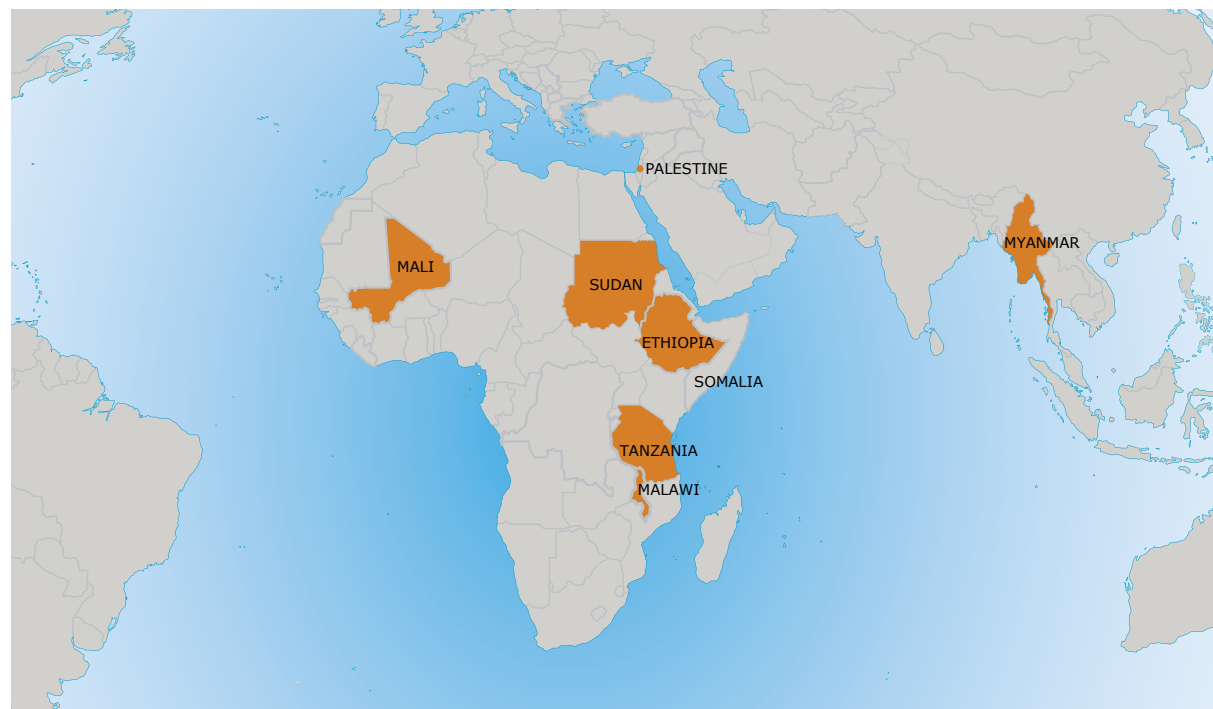 PALESTINE
MYANMAR
MALI
SUDAN
ETHIOPIA
SOMALIA
TANZANIA
MALAWI